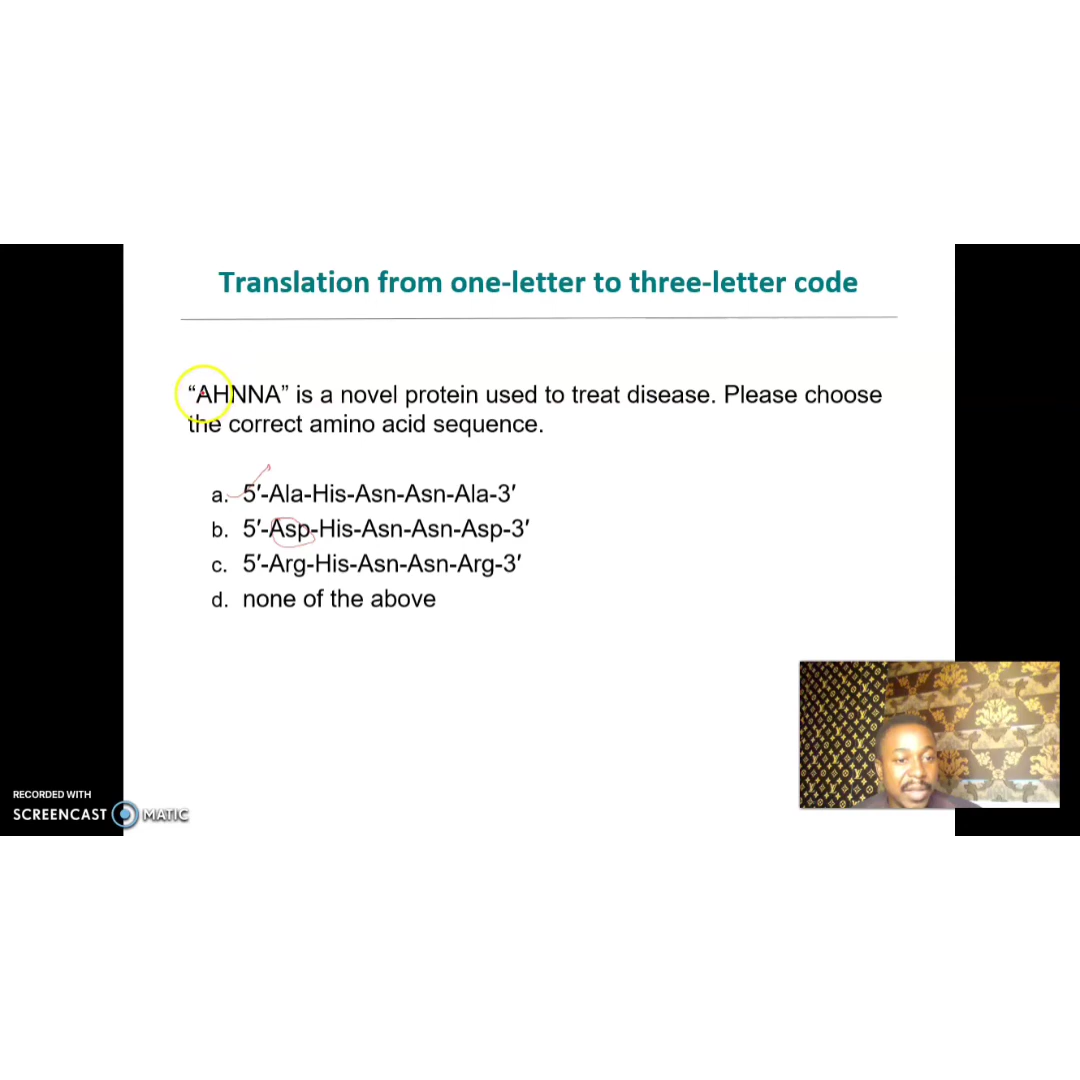 Translation from one-letter to three-letter code
“AHNNA” is a novel protein used to treat disease. Please choose
the correct amino acid sequence.
a. 5′-Ala-His-Asn-Asn-Ala-3′
b. 5′-Asp-His-Asn-Asn-Asp-3′
c. 5′-Arg-His-Asn-Asn-Arg-3′
d. none of the above
RECORDED WITH
SCREENCAST MATIC